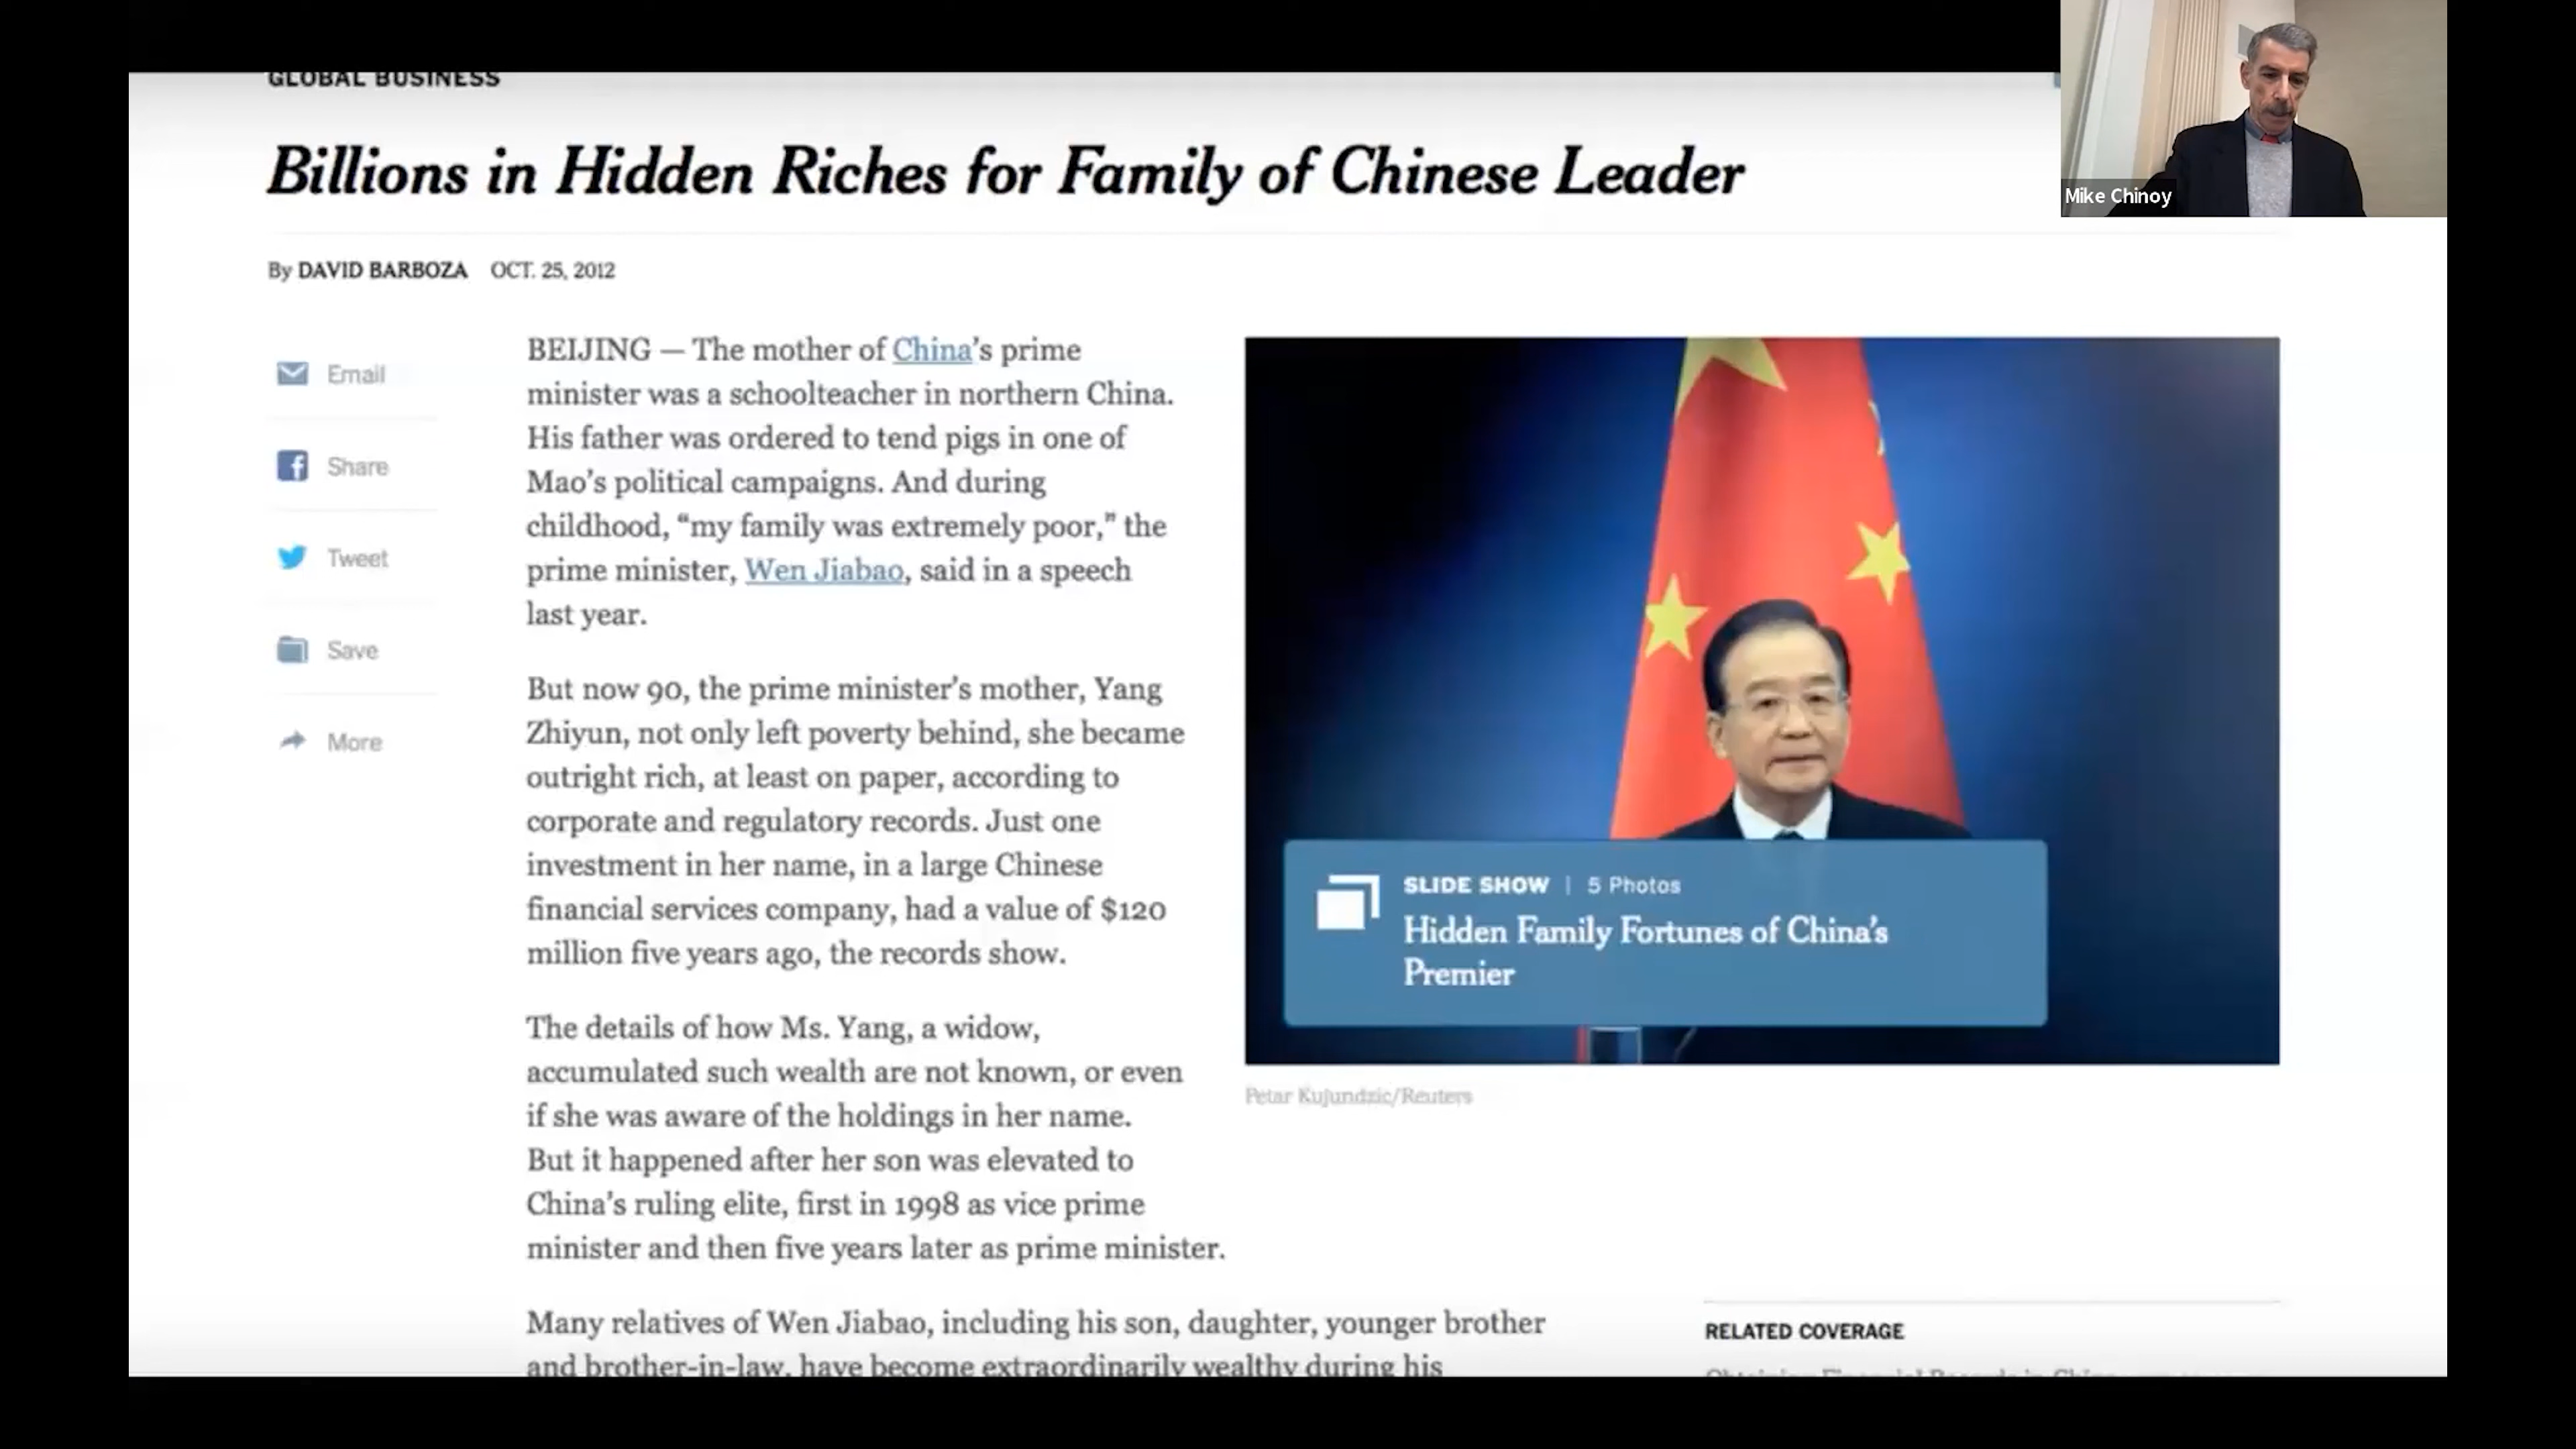 GLOBAL BUSINESS
Billions in Hidden Riches for Family of Chinese Leader
Mike Chinoy
By DAVID BARBOZA OCT. 25, 2012
Email
Share
Tweet
Save
More
BEIJING — The mother of China’s prime
minister was a schoolteacher in northern China.
His father was ordered to tend pigs in one of
Mao’s political campaigns. And during
childhood, “my family was extremely poor,” the
prime minister, Wen Jiabao, said in a speech
last year.
But now 90, the prime minister’s mother, Yang
Zhiyun, not only left poverty behind, she became
outright rich, at least on paper, according to
corporate and regulatory records. Just one
investment in her name, in a large Chinese
financial services company, had a value of $120
million five years ago, the records show.
The details of how Ms. Yang, a widow,
accumulated such wealth are not known, or even
if she was aware of the holdings in her name.
But it happened after her son was elevated to
China’s ruling elite, first in 1998 as vice prime
minister and then five years later as prime minister.
Many relatives of Wen Jiabao, including his son, daughter, younger brother
and brother-in-law, have become extraordinarily wealthy during his
SLIDE SHOW | 5 Photos
Hidden Family Fortunes of China’s
Premier
Petar Kujundzic/Reuters
RELATED COVERAGE